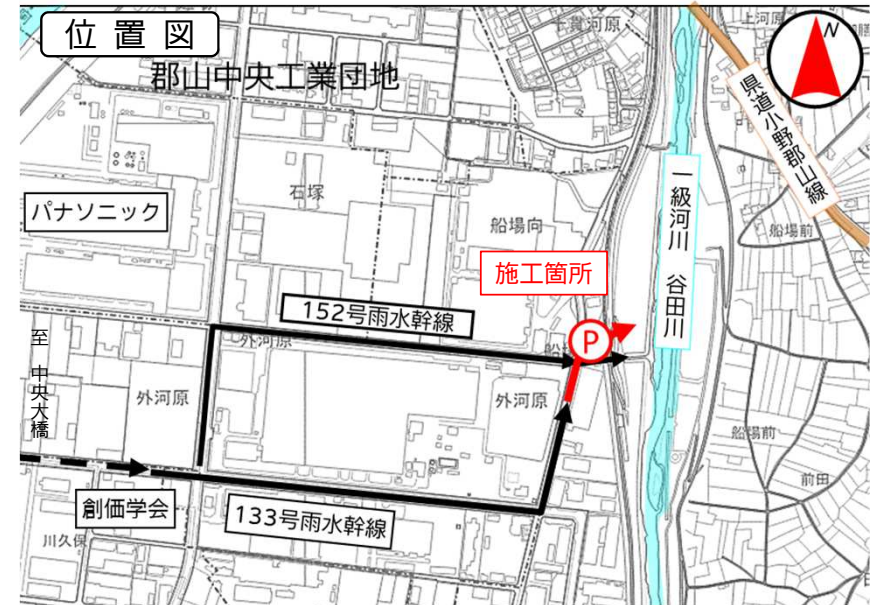 位置図
N
上貫河原
上河原
郡山中央工業団地
県道小野郡山線
パナソニック
石塚
船場向
一級河川 谷田川
船場前
施工箇所
152号雨水幹線
外河原
P
至 中央大橋
外河原
外河原
船場前
前田
創価学会
133号雨水幹線
川久保